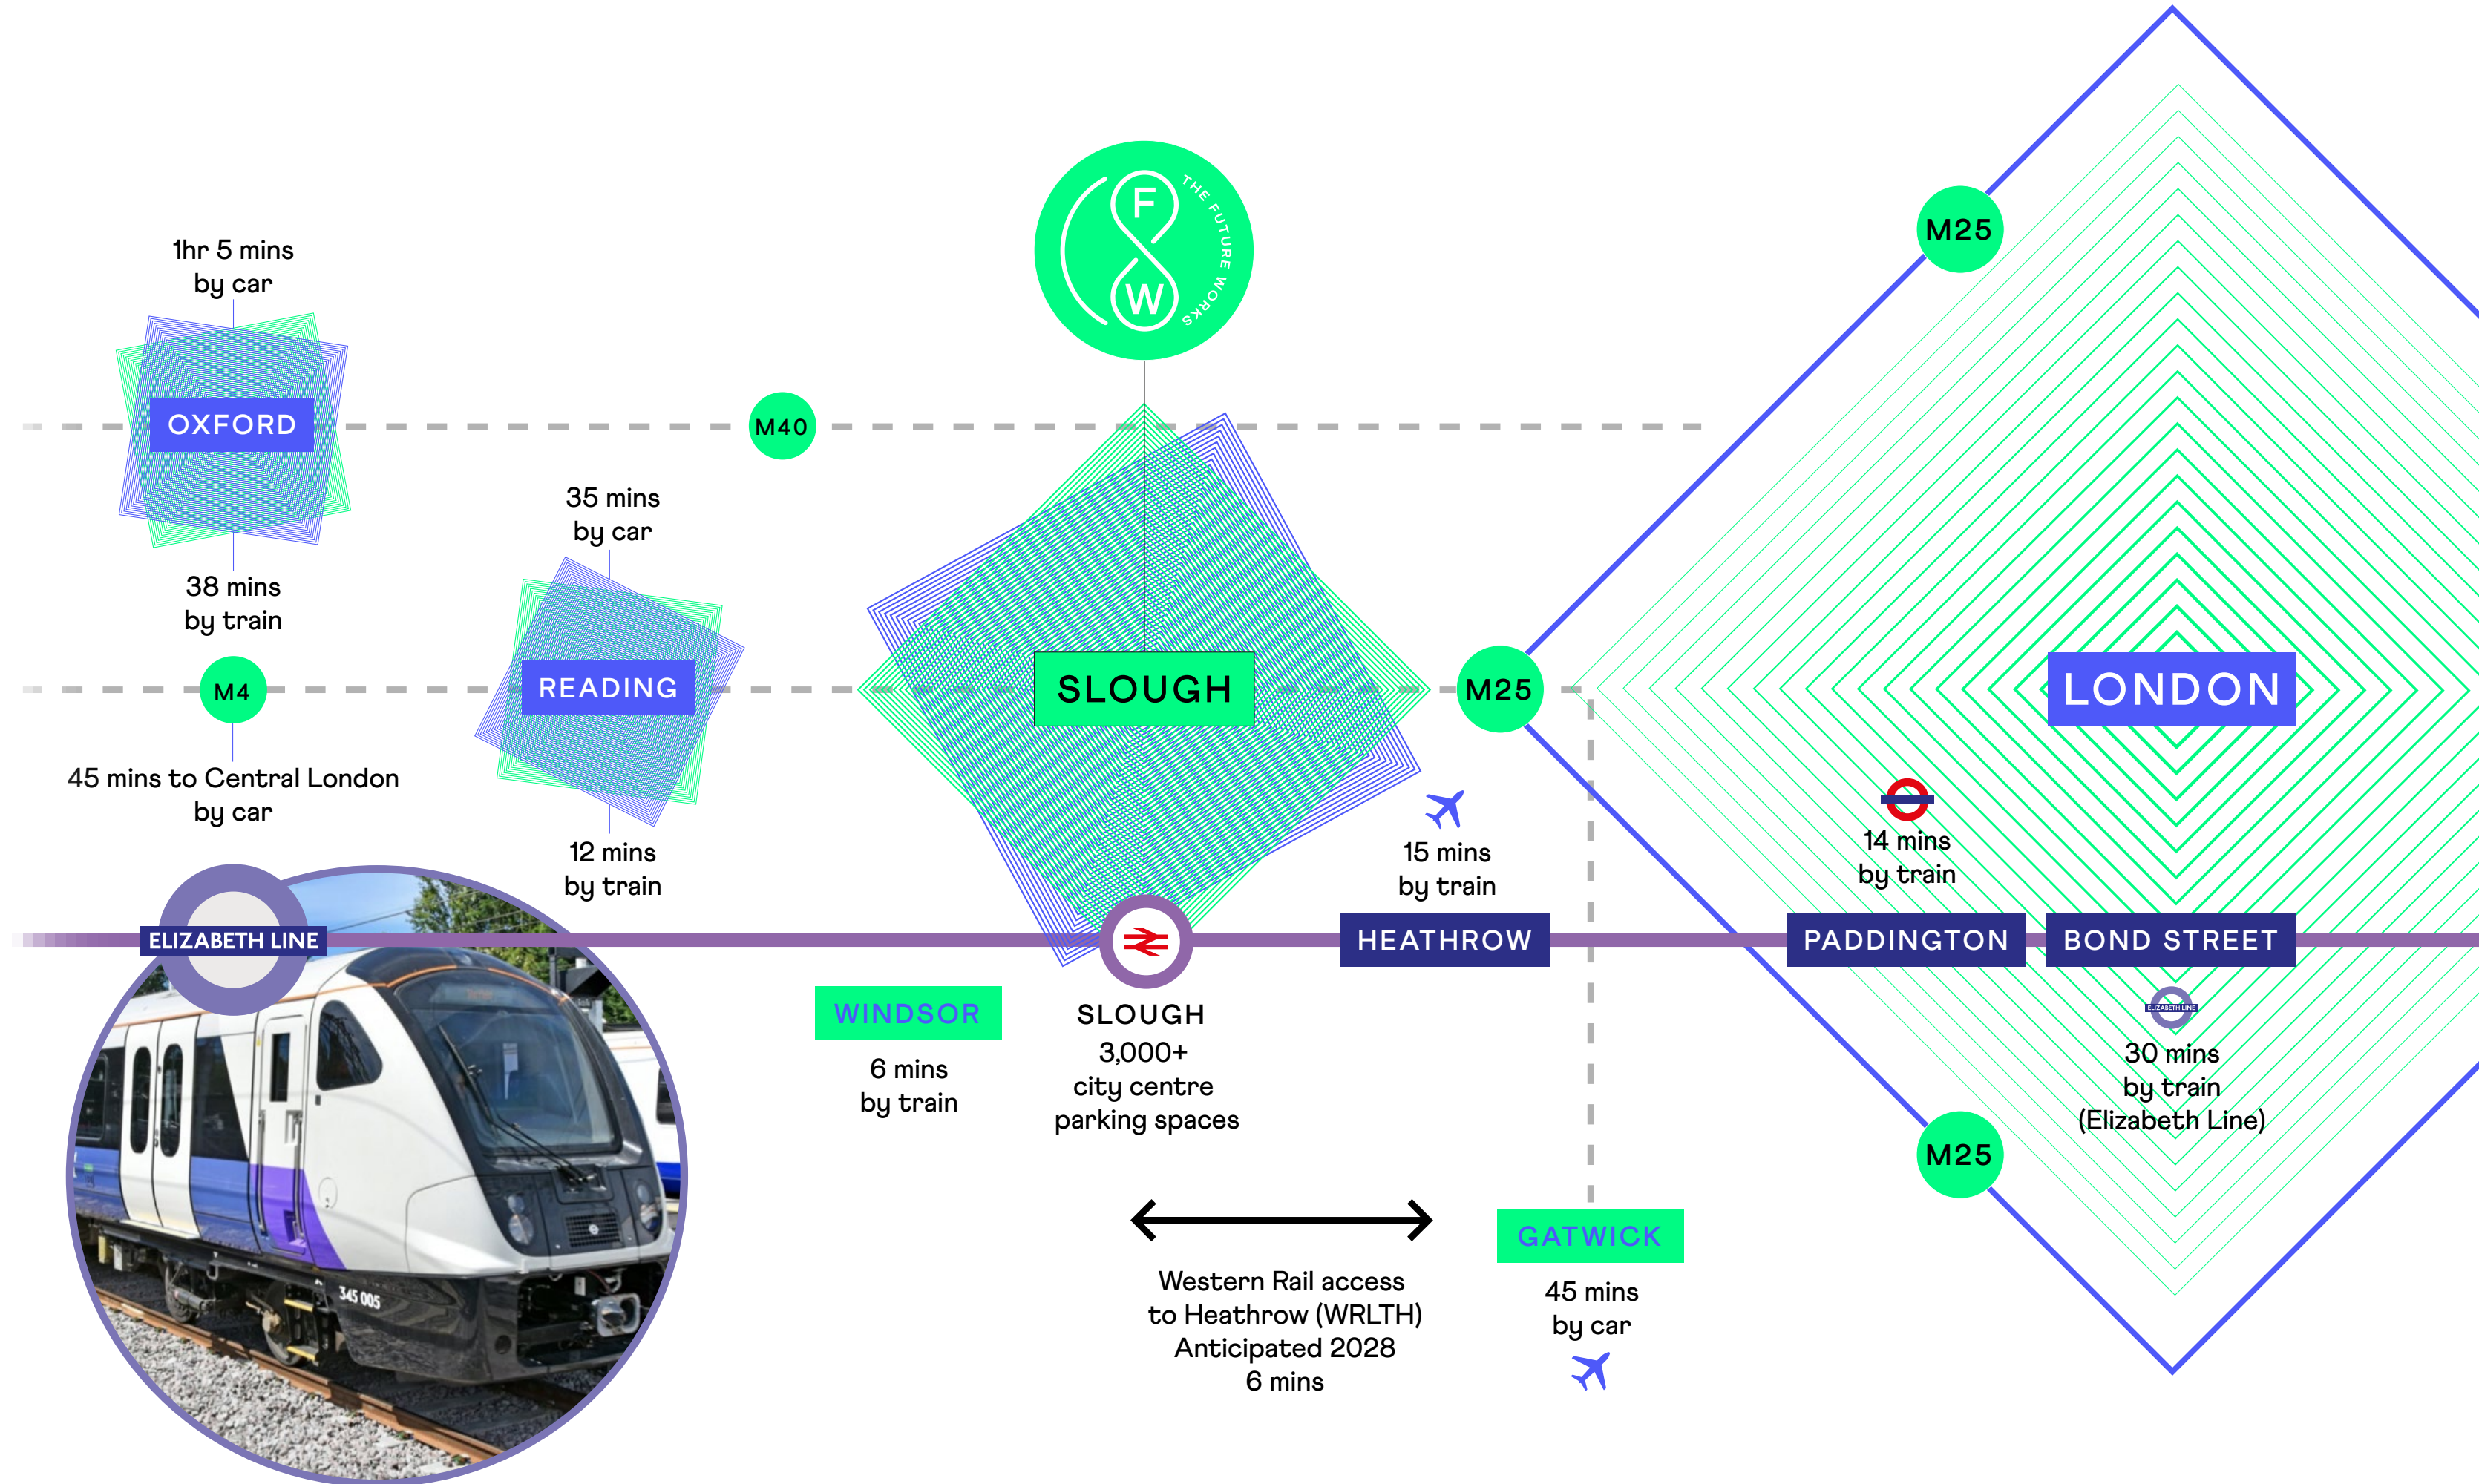 F
W
THE FUTURE WORKS
M25
1hr 5 mins
by car
OXFORD
38 mins
by train
M40
35 mins
by car
READING
12 mins
by train
M4
45 mins to Central London
by car
SLOUGH
M25
LONDON
15 mins
by train
14 mins
by train
ELIZABETH LINE
HEATHROW
PADDINGTON
BOND STREET
WINDSOR
6 mins
by train
SLOUGH
3,000+
city centre
parking spaces
ELIZABETH LINE
30 mins
by train
(Elizabeth Line)
M25
345 005
Western Rail access
to Heathrow (WRLTH)
Anticipated 2028
6 mins
GATWICK
45 mins
by car